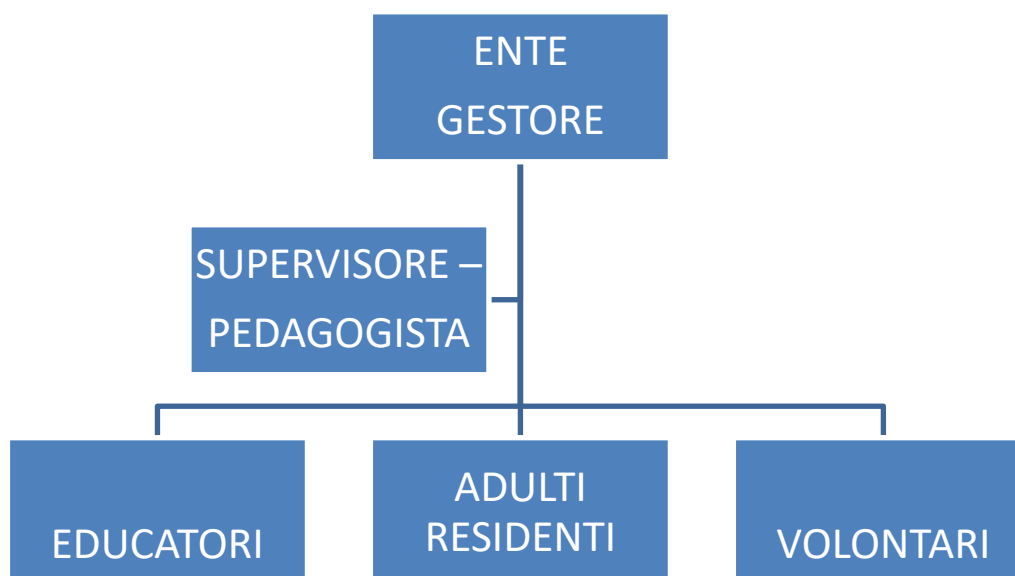 ENTE
GESTORE
SUPERVISORE –
PEDAGOGISTA
EDUCATORI
ADULTI
RESIDENTI
VOLONTARI